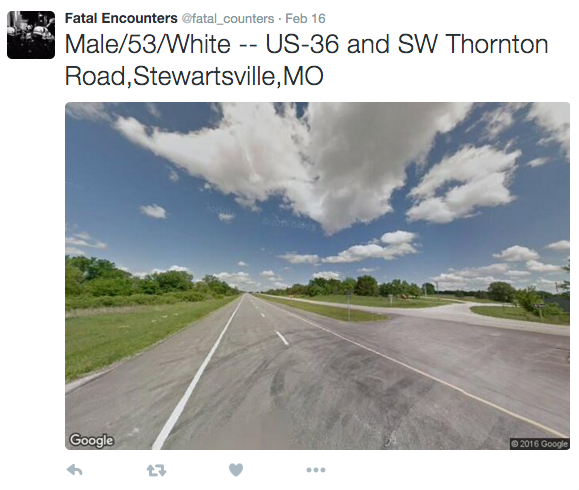 Fatal Encounters @fatal_counters · Feb 16
Male/53/White -- US-36 and SW Thornton
Road,Stewartsville,MO
Google
© 2016 Google